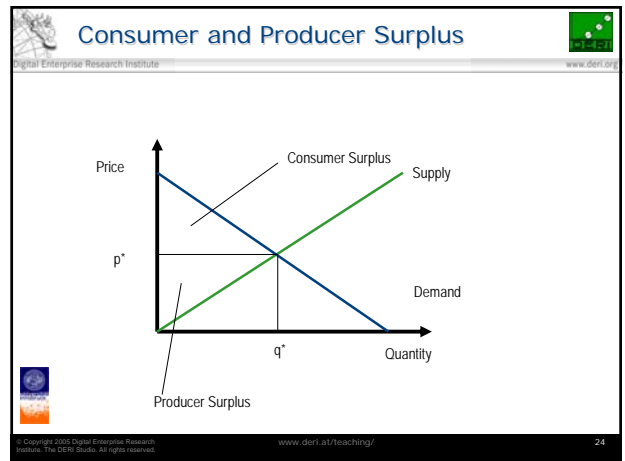 Consumer and Producer Surplus
DERI
Digital Enterprise Research Institute
www.deri.org
Price
Consumer Surplus
Supply
p*
Demand
q*
Quantity
Producer Surplus
© Copyright 2005 Digital Enterprise Research
Institute. The DERI Studio. All rights reserved.
www.deri.at/teaching/
24